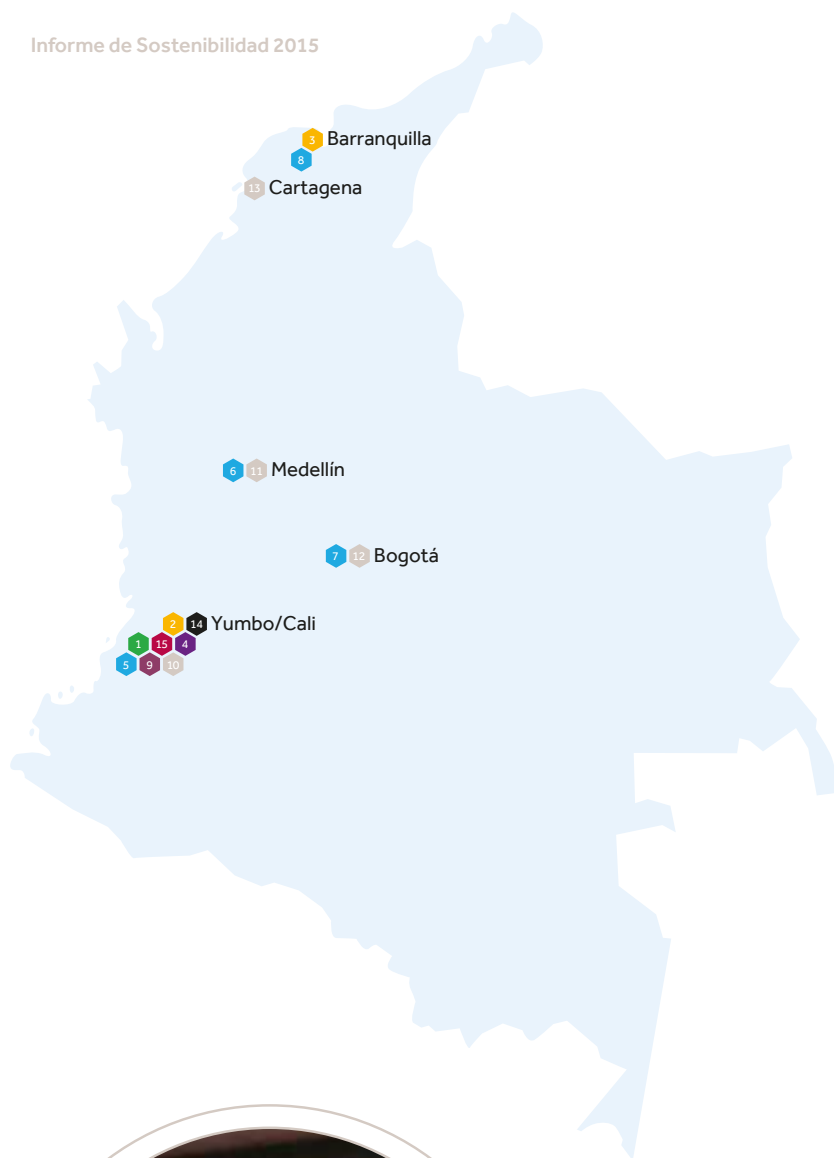 Informe de Sostenibilidad 2015
3 Barranquilla
8
13 Cartagena
6 11 Medellín
7 12 Bogotá
2 14 Yumbo/Cali
1 15 4
5 9 10